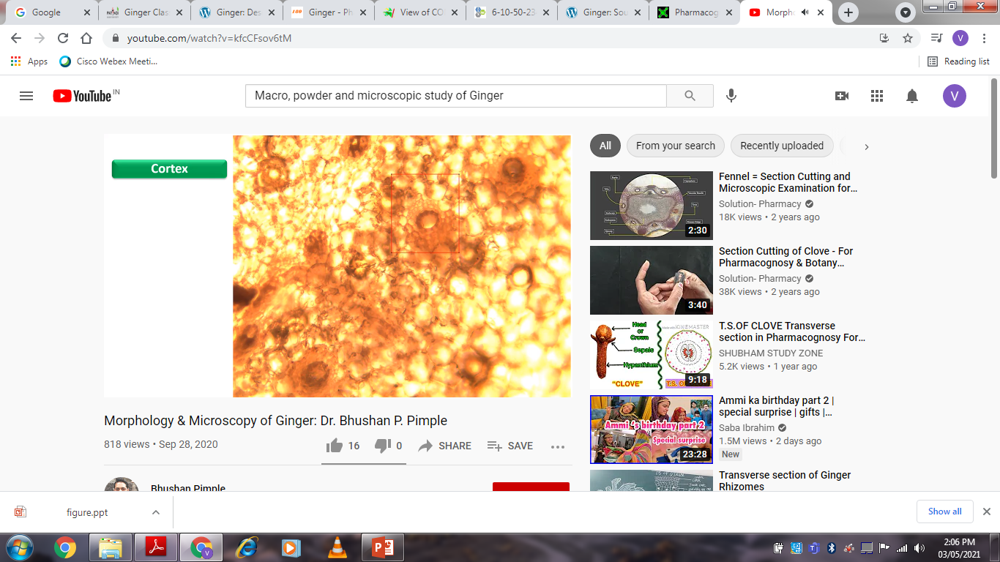 Google
Ginger Clas
Ginger: Des
Ginger - Ph
View of CO
6-10-50-23
Ginger: Sou
Pharmacog
Morph
youtube.com/watch?v=kfcCFsov6tM
V
Apps
Cisco Webex Meeti...
Reading list
YouTube IN
Macro, powder and microscopic study of Ginger
V
Cortex
Morphology & Microscopy of Ginger: Dr. Bhushan P. Pimple
818 views • Sep 28, 2020
16
0
SHARE
SAVE
Bhushan Pimple
All
From your search
Recently uploaded
2:30
Fennel = Section Cutting and
Microscopic Examination for...
Solution- Pharmacy
18K views • 2 years ago
3:40
Section Cutting of Clove - For
Pharmacognosy & Botany...
Solution- Pharmacy
38K views • 2 years ago
Head
or
Crown
Sepals
Hypanthium
"CLOVE"
KINEMASTER
9:18
T.S.OF CLOVE Transverse
section in Pharmacognosy For...
SHUBHAM STUDY ZONE
5.2K views • 1 year ago
Ammi 's birthday part 2
Special surprise
23:28
Ammi ka birthday part 2 |
special surprise | gifts |...
Saba Ibrahim
1.5M views • 2 days ago
New
Transverse section of Ginger
Rhizomes
figure.ppt
Show all
2:06 PM
03/05/2021